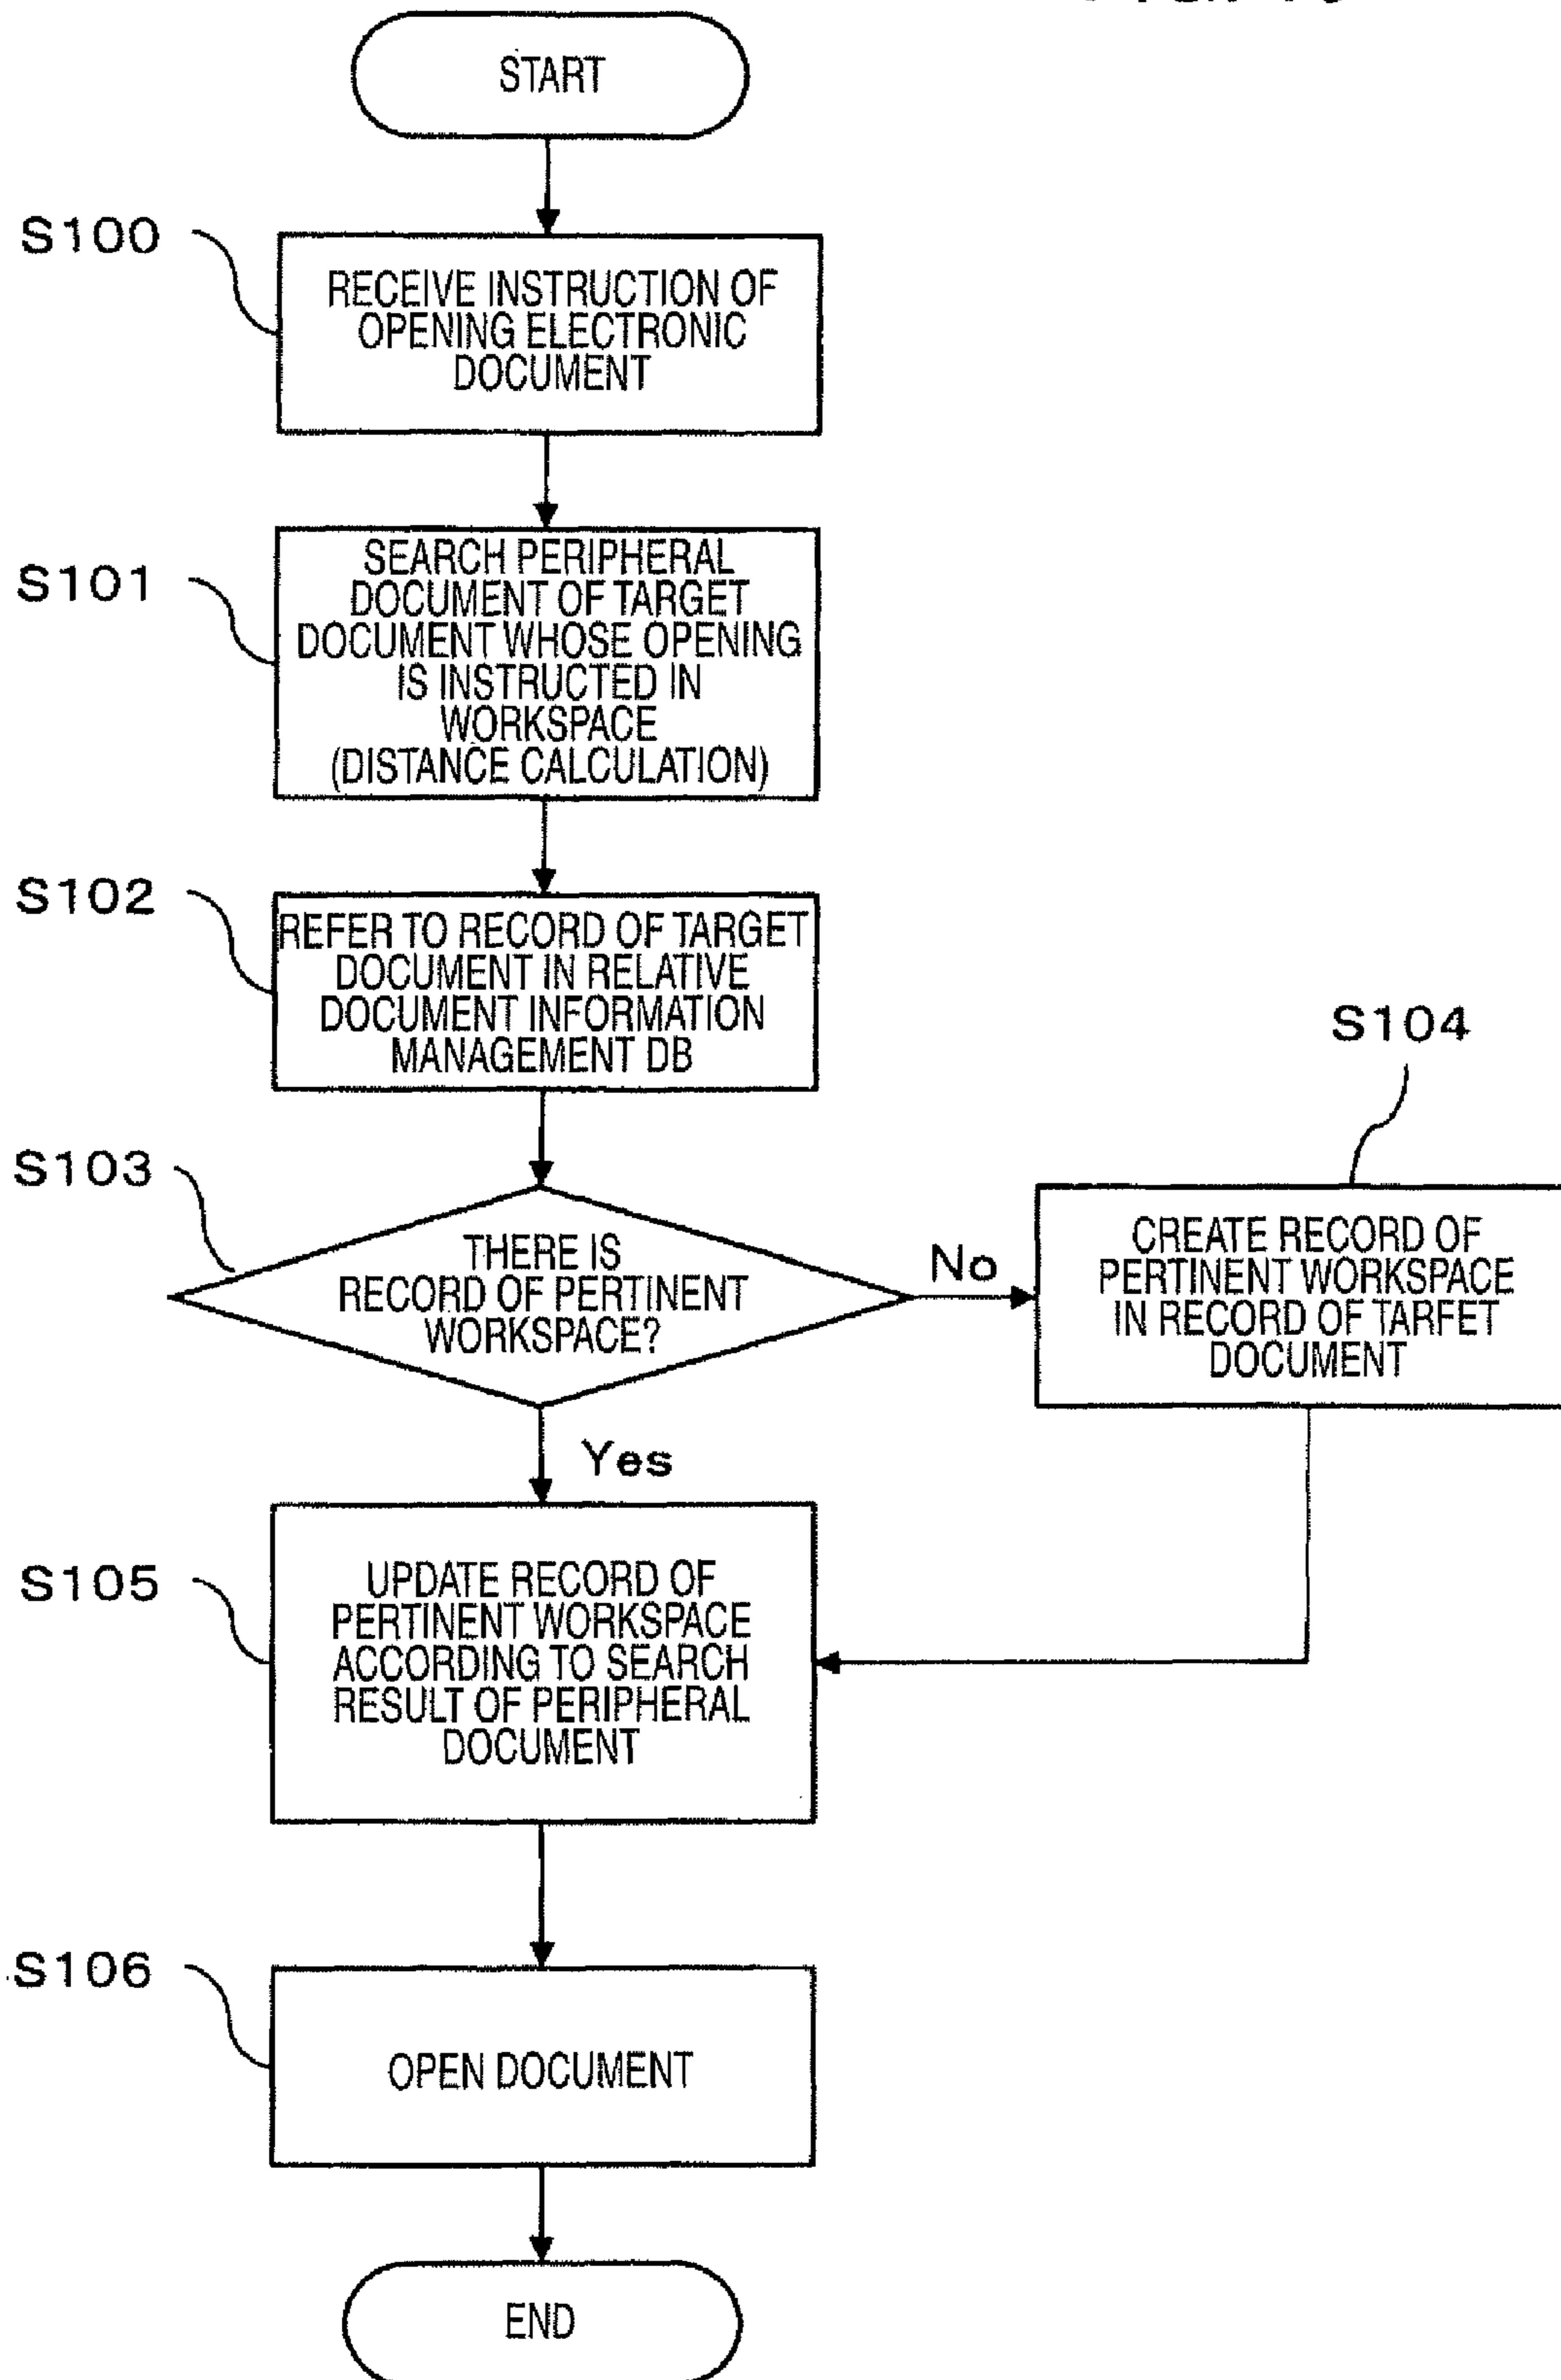 START
S100
RECEIVE INSTRUCTION OF
OPENING ELECTRONIC
DOCUMENT
S101
SEARCH PERIPHERAL
DOCUMENT OF TARGET
DOCUMENT WHOSE OPENING
IS INSTRUCTED IN
WORKSPACE
(DISTANCE CALCULATION)
S102
REFER TO RECORD OF TARGET
DOCUMENT IN RELATIVE
DOCUMENT INFORMATION
MANAGEMENT DB
S103
THERE IS
RECORD OF PERTINENT
WORKSPACE?
No
S104
CREATE RECORD OF
PERTINENT WORKSPACE
IN RECORD OF TARFET
DOCUMENT
Yes
S105
UPDATE RECORD OF
PERTINENT WORKSPACE
ACCORDING TO SEARCH
RESULT OF PERIPHERAL
DOCUMENT
S106
OPEN DOCUMENT
END